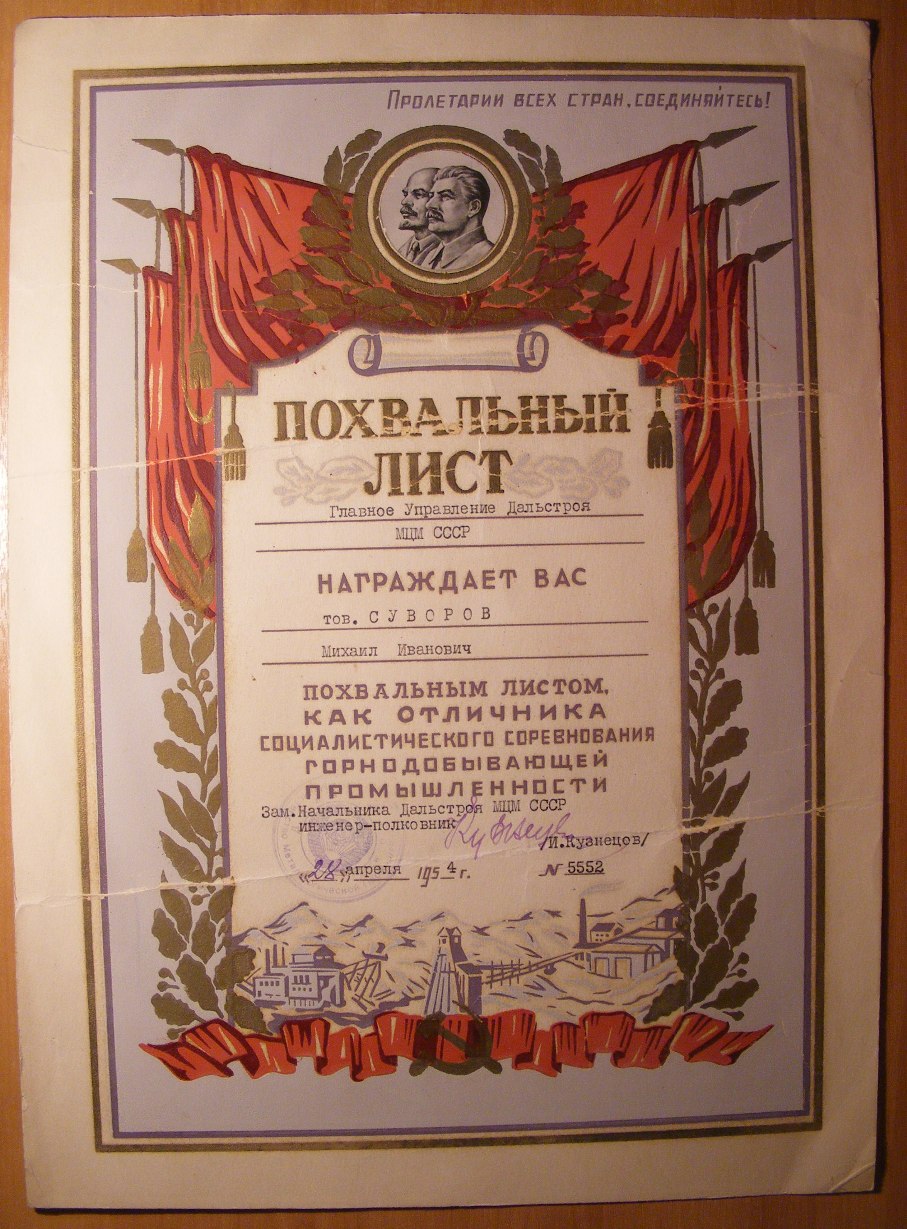 Пролетарии всех стран, соединяйтесь!
ПОХВАЛЬНЫЙ
ЛИСТ
Главное Управление Дальстроя
МЦМ СССР
НАГРАЖДАЕТ ВАС
тов. СУВОРОВ
Михаил Иванович
ПОХВАЛЬНЫМ ЛИСТОМ,
КАК ОТЛИЧНИКА
СОЦИАЛИСТИЧЕСКОГО СОРЕВНОВАНИЯ
ГОРНОДОБЫВАЮЩЕЙ
ПРОМЫШЛЕННОСТИ
Зам.Начальника Дальстроя МЦМ СССР
инженер-полковник
/И.Кузнецов/
«28» апреля 1954 г. № 5552